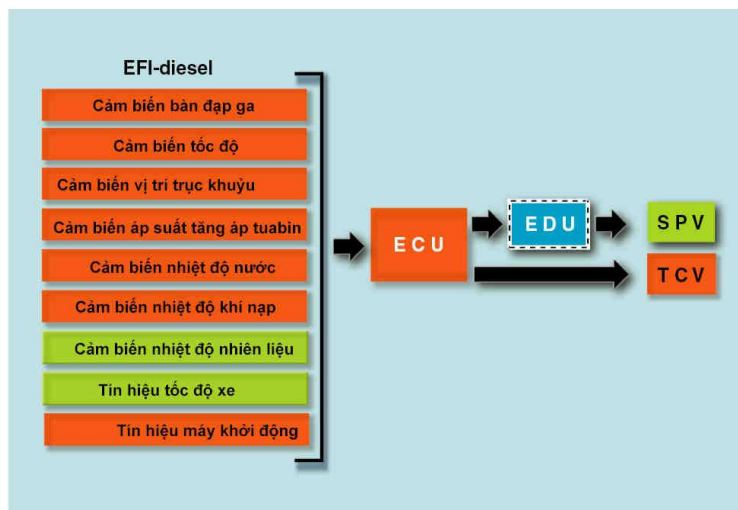 EFI-diesel
Cảm biến bàn đạp ga
Cảm biến tốc độ
Cảm biến vị trí trục khuỷu
Cảm biến áp suất tăng áp tuabin
Cảm biến nhiệt độ nước
Cảm biến nhiệt độ khí nạp
Cảm biến nhiệt độ nhiên liệu
Tín hiệu tốc độ xe
Tín hiệu máy khởi động
ECU
EDU
SPV
TCV